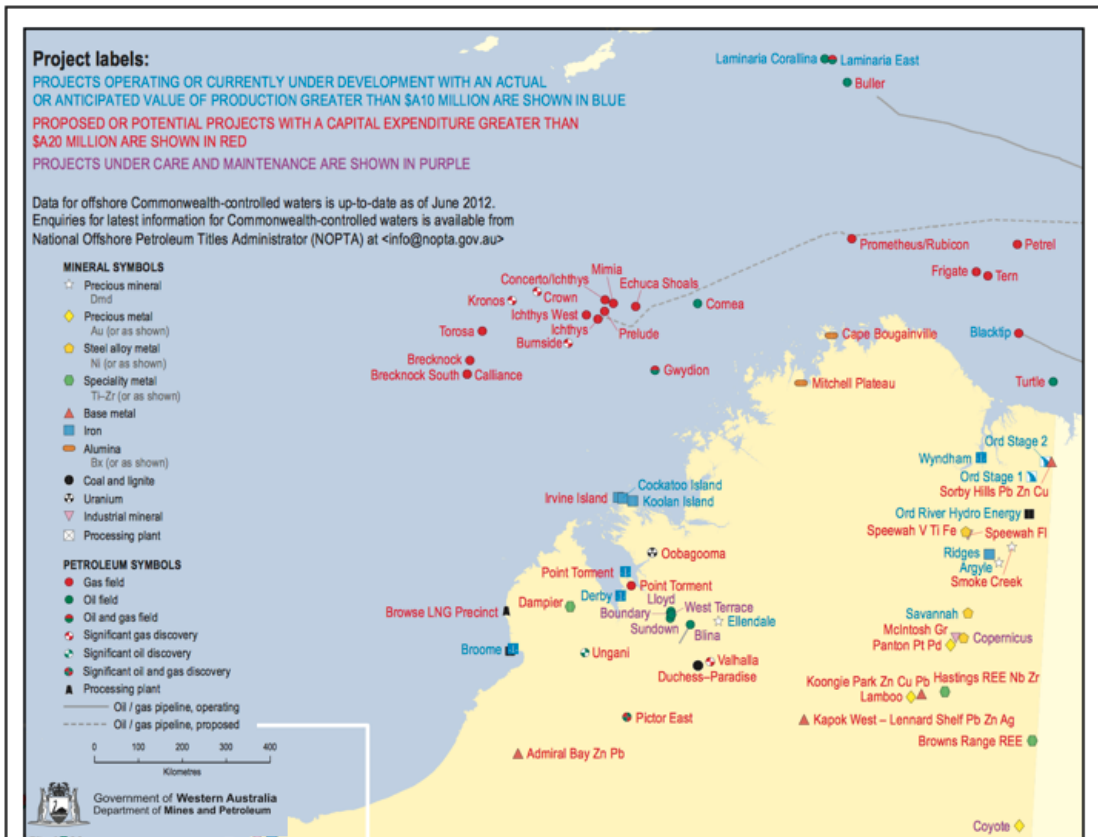 Project labels:
PROJECTS OPERATING OR CURRENTLY UNDER DEVELOPMENT WITH AN ACTUAL
OR ANTICIPATED VALUE OF PRODUCTION GREATER THAN $A10 MILLION ARE SHOWN IN BLUE
PROPOSED OR POTENTIAL PROJECTS WITH A CAPITAL EXPENDITURE GREATER THAN
$A20 MILLION ARE SHOWN IN RED
PROJECTS UNDER CARE AND MAINTENANCE ARE SHOWN IN PURPLE
Data for offshore Commonwealth-controlled waters is up-to-date as of June 2012.
Enquiries for latest information for Commonwealth-controlled waters is available from
National Offshore Petroleum Titles Administrator (NOPTA) at <info@nopta.gov.au>
MINERAL SYMBOLS
Precious mineral
Dmd
Precious metal
Au (or as shown)
Steel alloy metal
Ni (or as shown)
Speciality metal
Ti–Zr (or as shown)
Base metal
Iron
Alumina
Bx (or as shown)
Coal and lignite
Uranium
Industrial mineral
Processing plant
PETROLEUM SYMBOLS
Gas field
Oil field
Oil and gas field
Significant gas discovery
Significant oil discovery
Significant oil and gas discovery
Processing plant
Oil / gas pipeline, operating
Oil / gas pipeline, proposed
0 100 200 300 400
Kilometres
Government of Western Australia
Department of Mines and Petroleum
Laminaria Corallina
Laminaria East
Buller
Prometheus/Rubicon
Petrel
Frigate
Tern
Mimia
Concerto/Ichthys
Echuca Shoals
Crown
Kronos
Cornea
Ichthys West
Ichthys
Prelude
Torosa
Burnside
Cape Bougainville
Blacktip
Brecknock
Brecknock South
Calliance
Gwydion
Mitchell Plateau
Turtle
Ord Stage 2
Wyndham
Ord Stage 1
Sorby Hills Pb Zn Cu
Cockatoo Island
Irvine Island
Koolan Island
Ord River Hydro Energy
Speewah V Ti Fe
Speewah Fl
Oobagooma
Ridges
Argyle
Smoke Creek
Point Torment
Point Torment
Derby
Lloyd
Dampier
West Terrace
Browse LNG Precinct
Boundary
Sundown
Blina
Ellendale
Savannah
McIntosh Gr
Copernicus
Panton Pt Pd
Broome
Ungani
Valhalla
Duchess–Paradise
Koongie Park Zn Cu Pb
Hastings REE Nb Zr
Lamboo
Pictor East
Kapok West – Lennard Shelf Pb Zn Ag
Browns Range REE
Admiral Bay Zn Pb
Coyote